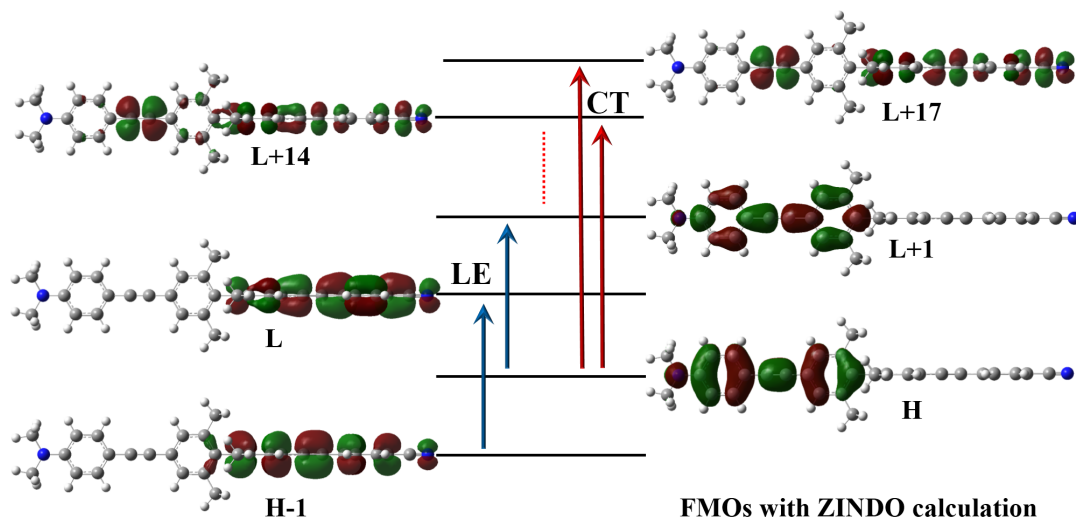 CT
L+17
L+14
L+1
LE
L
H
H-1
FMOs with ZINDO calculation